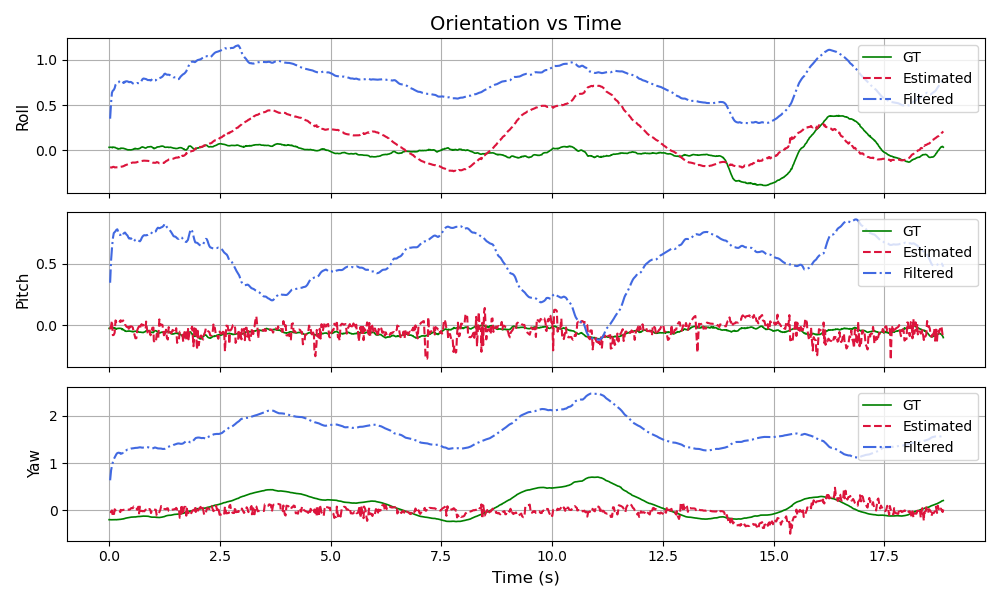 Orientation vs Time
Roll
1.0
0.5
0.0
GT
Estimated
Filtered
Pitch
0.5
0.0
GT
Estimated
Filtered
Yaw
2
1
0
GT
Estimated
Filtered
0.0 2.5 5.0 7.5 10.0 12.5 15.0 17.5
Time (s)